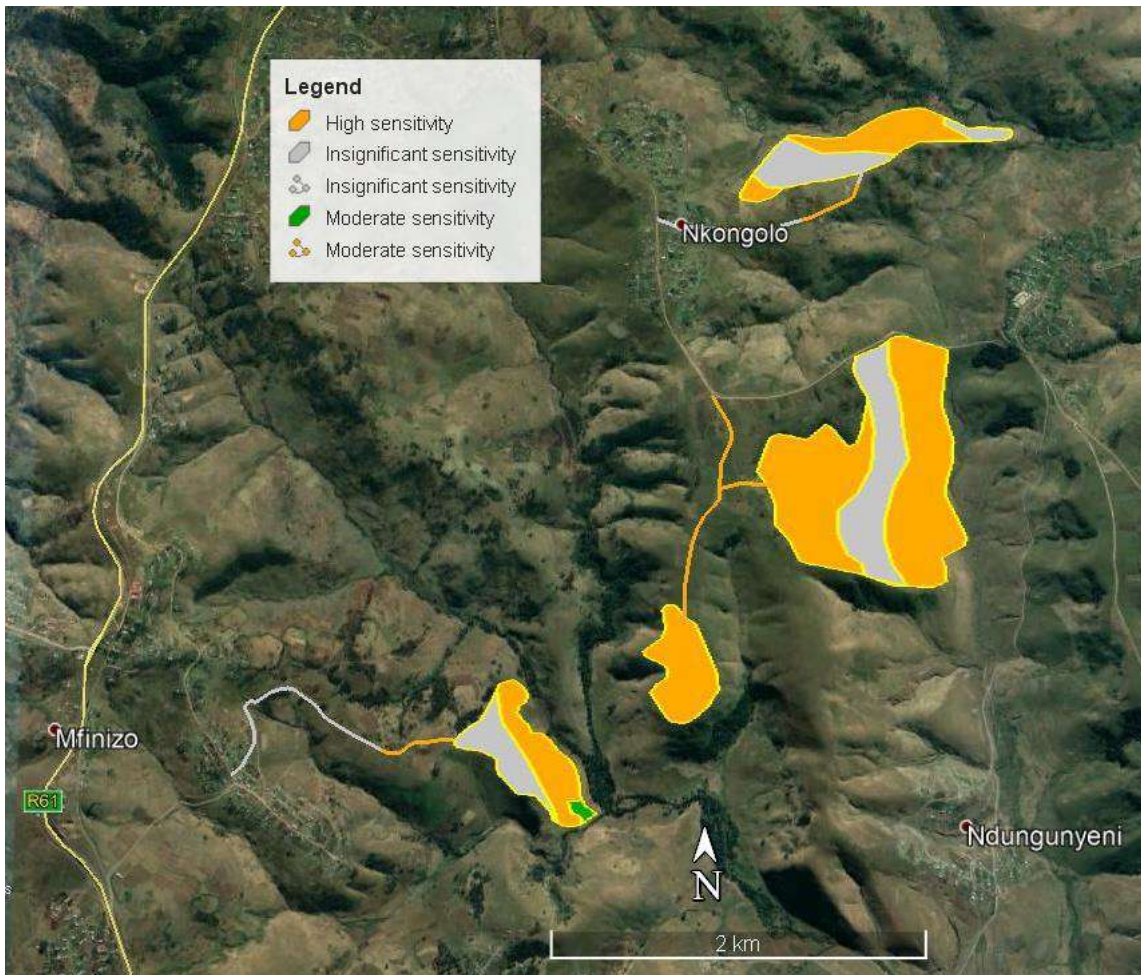 Legend
High sensitivity
Insignificant sensitivity
Insignificant sensitivity
Moderate sensitivity
Moderate sensitivity
Nkongolo
Mfinizo
R61
Ndungunyeni
N
2 km
s